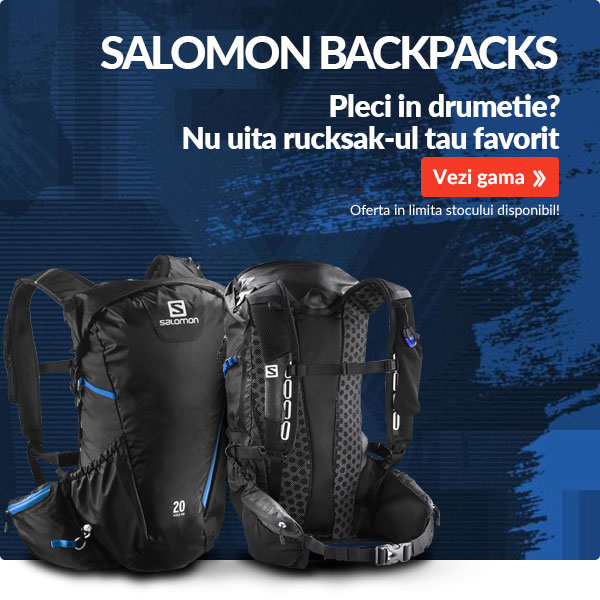 SALOMON BACKPACKS
Pleci in drumetie?
Nu uita rucksak-ul tau favorit
Vezi gama
Oferta in limita stocului disponibil!
S
SALOMON
S
20